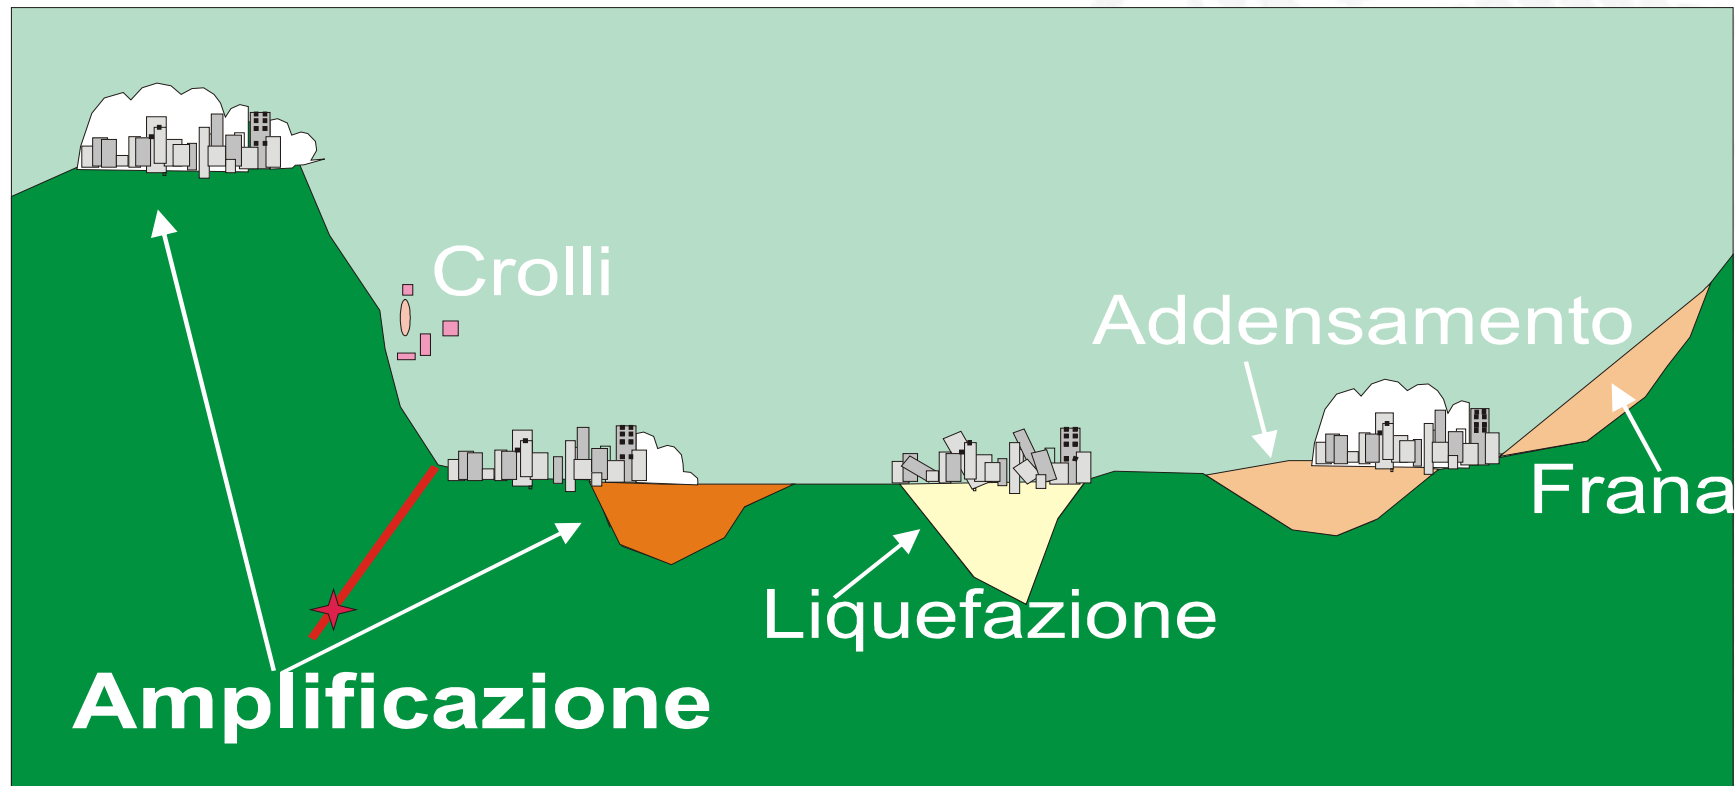 Crolli
Addensamento
Frana
Liquefazione
Amplificazione